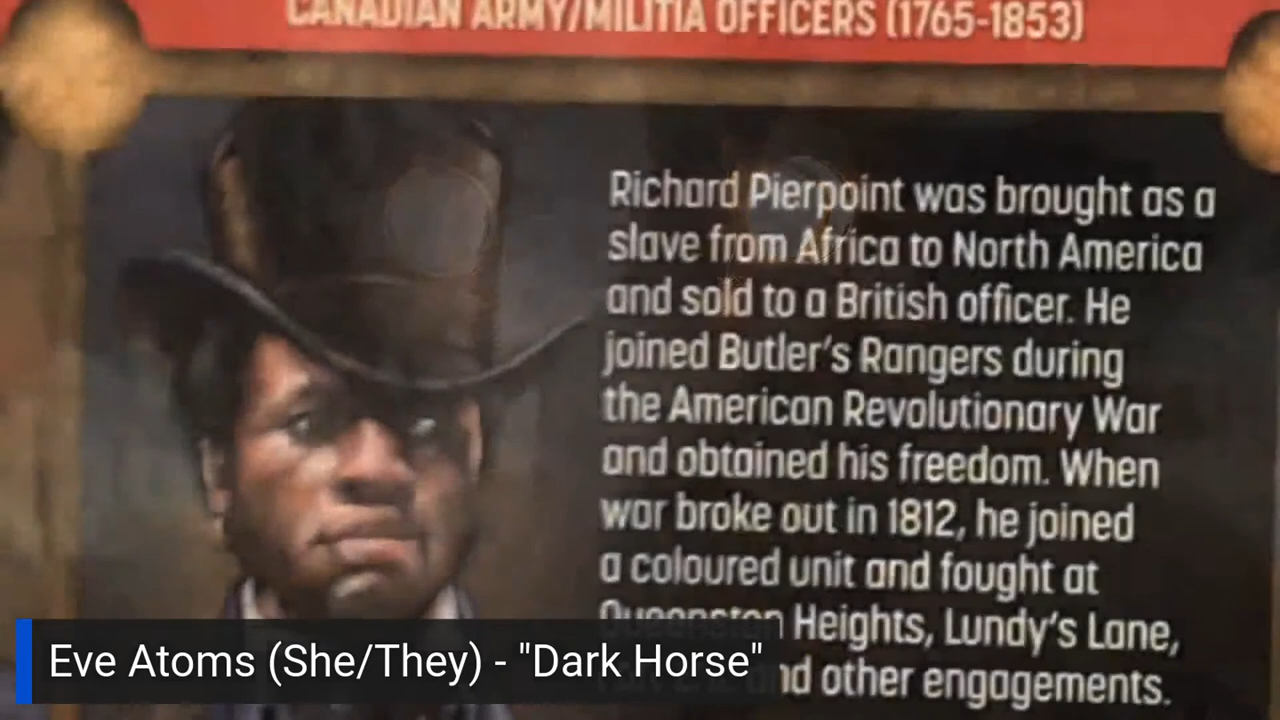 CANADIAN ARMY/MILITIA OFFICERS (1765-1853)
Richard Pierpoint was brought as a
slave from Africa to North America
and sold to a British officer. He
joined Butler's Rangers during
the American Revolutionary War
and obtained his freedom. When
war broke out in 1812, he joined
a coloured unit and fought at
Queenston Heights, Lundy's Lane,
and other engagements.
Eve Atoms (She/They) - "Dark Horse"